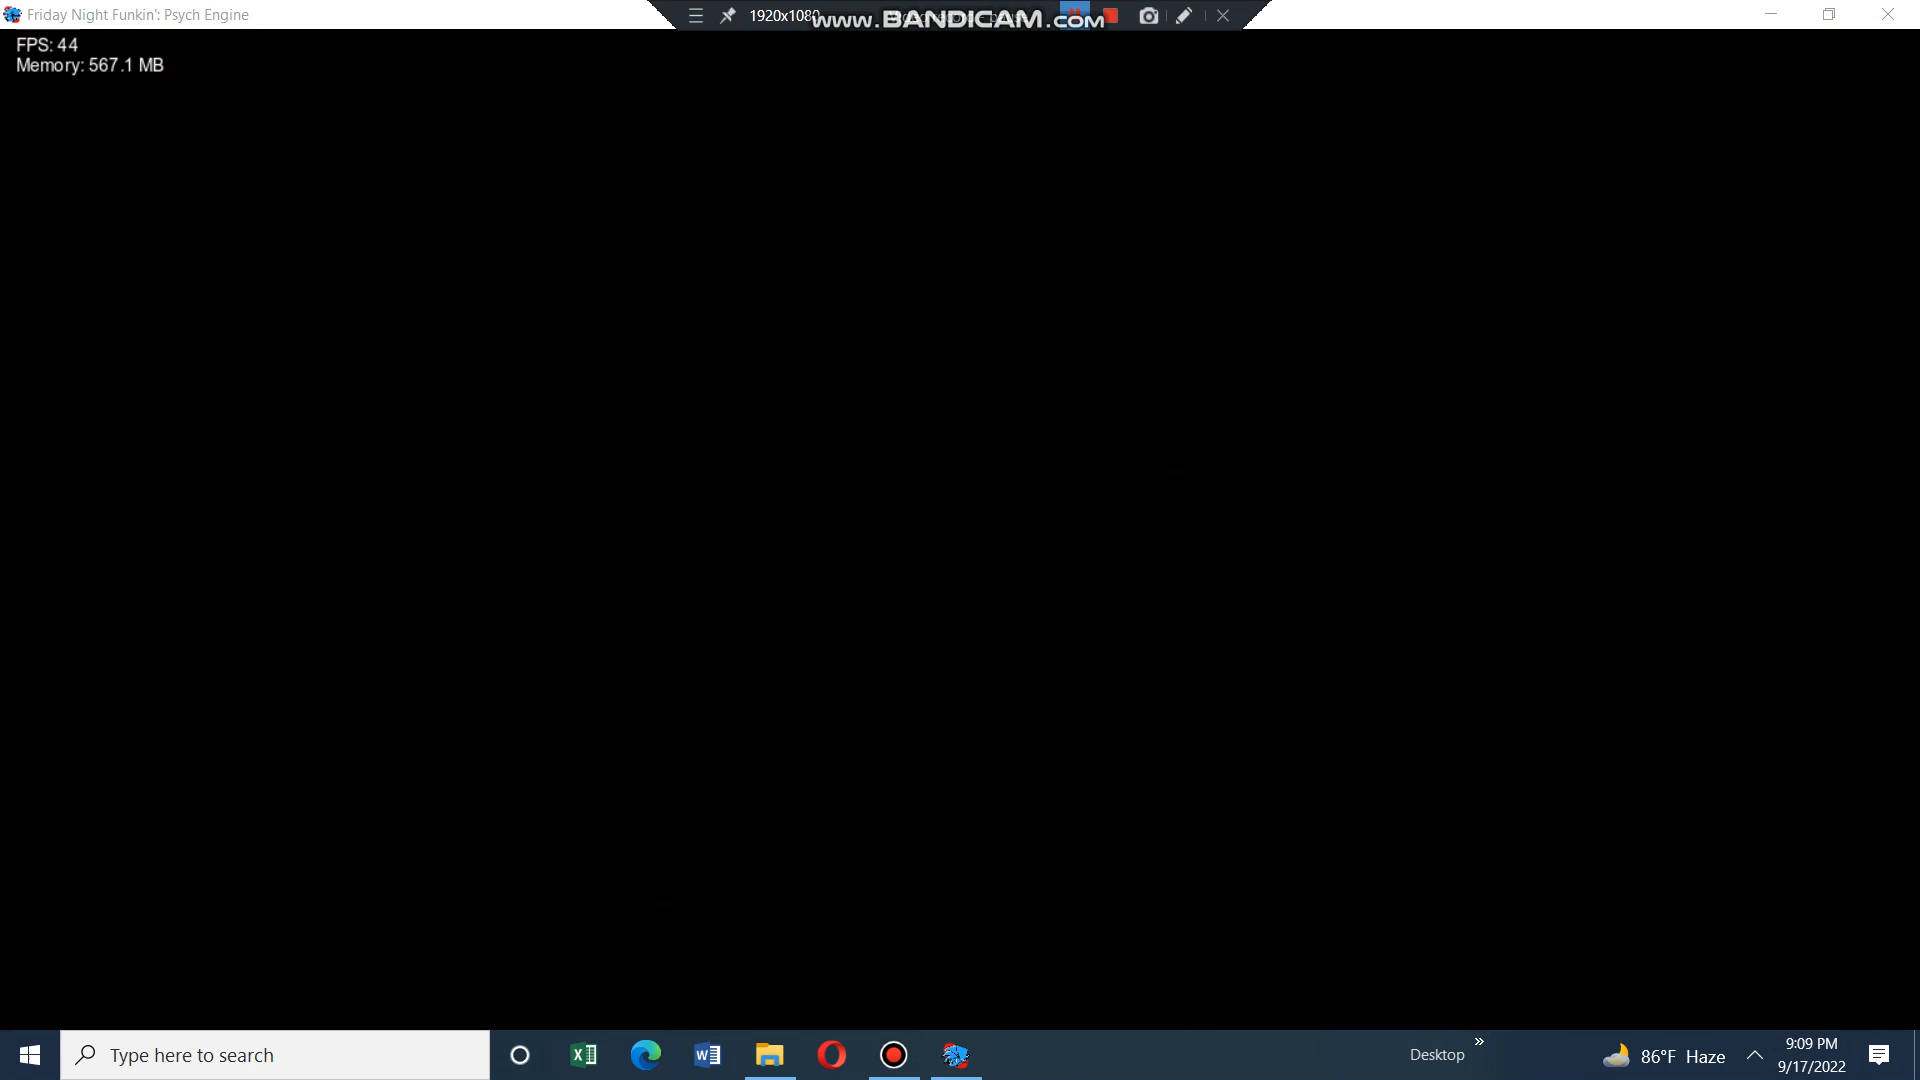 Friday Night Funkin': Psych Engine
1920x1080
www.BANDICAM.com
FPS: 44
Memory: 567.1 MB
Type here to search
Desktop
86°F Haze
9:09 PM
9/17/2022